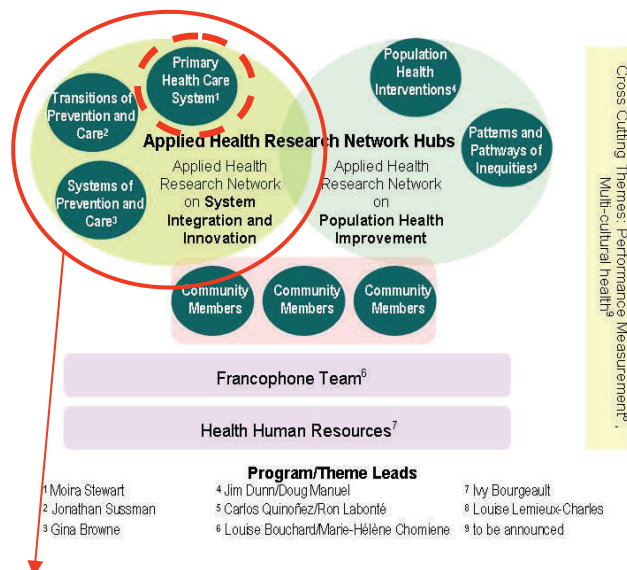 Primary
Health Care
System¹
Transitions of
Prevention and
Care²
Systems of
Prevention and
Care³
Population
Health
Interventions⁴
Patterns and
Pathways of
Inequities⁵
Applied Health Research Network Hubs
Applied Health
Research Network
on System
Integration and
Innovation
Applied Health
Research Network
on
Population Health
Improvement
Community
Members
Community
Members
Community
Members
Francophone Team⁶
Health Human Resources⁷
Cross Cutting Themes: Performance Measurement⁸,
Multi-cultural health⁹
Program/Theme Leads
¹ Moira Stewart
² Jonathan Sussman
³ Gina Browne
⁴ Jim Dunn/Doug Manuel
⁵ Carlos Quinoñez/Ron Labonté
⁶ Louise Bouchard/Marie-Hélène Chomiene
⁷ Ivy Bourgeault
⁸ Louise Lemieux-Charles
⁹ to be announced